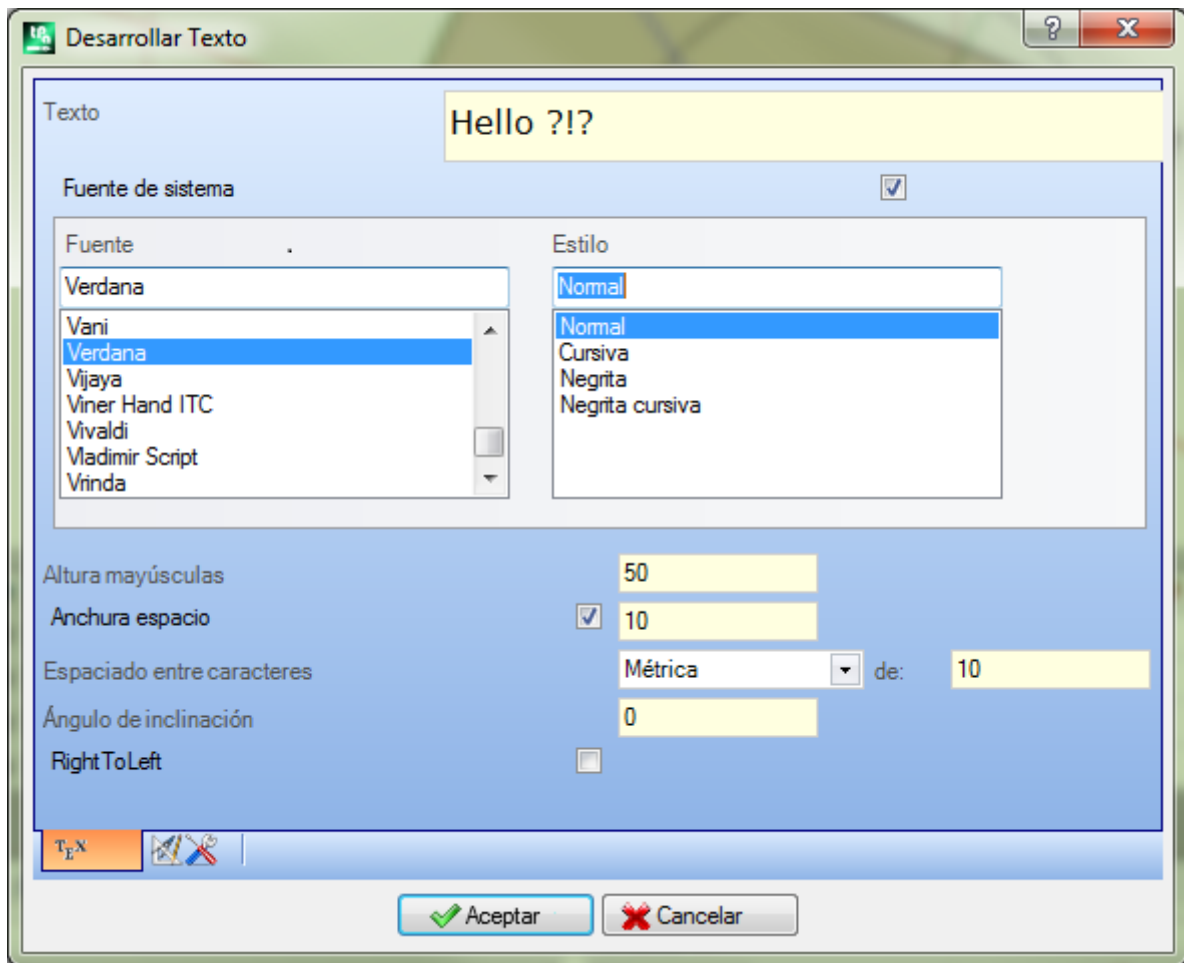 Desarrollar Texto
Texto
Hello ?!?
Fuente de sistema
Fuente .
Estilo
Verdana
Normal
Vani
Verdana
Vijaya
Viner Hand ITC
Vivaldi
Vladimir Script
Vrinda
Normal
Cursiva
Negrita
Negrita cursiva
Altura mayúsculas 50
Anchura espacio 10
Espaciado entre caracteres Métrica de: 10
Ángulo de inclinación 0
RightToLeft
TEX
Aceptar Cancelar